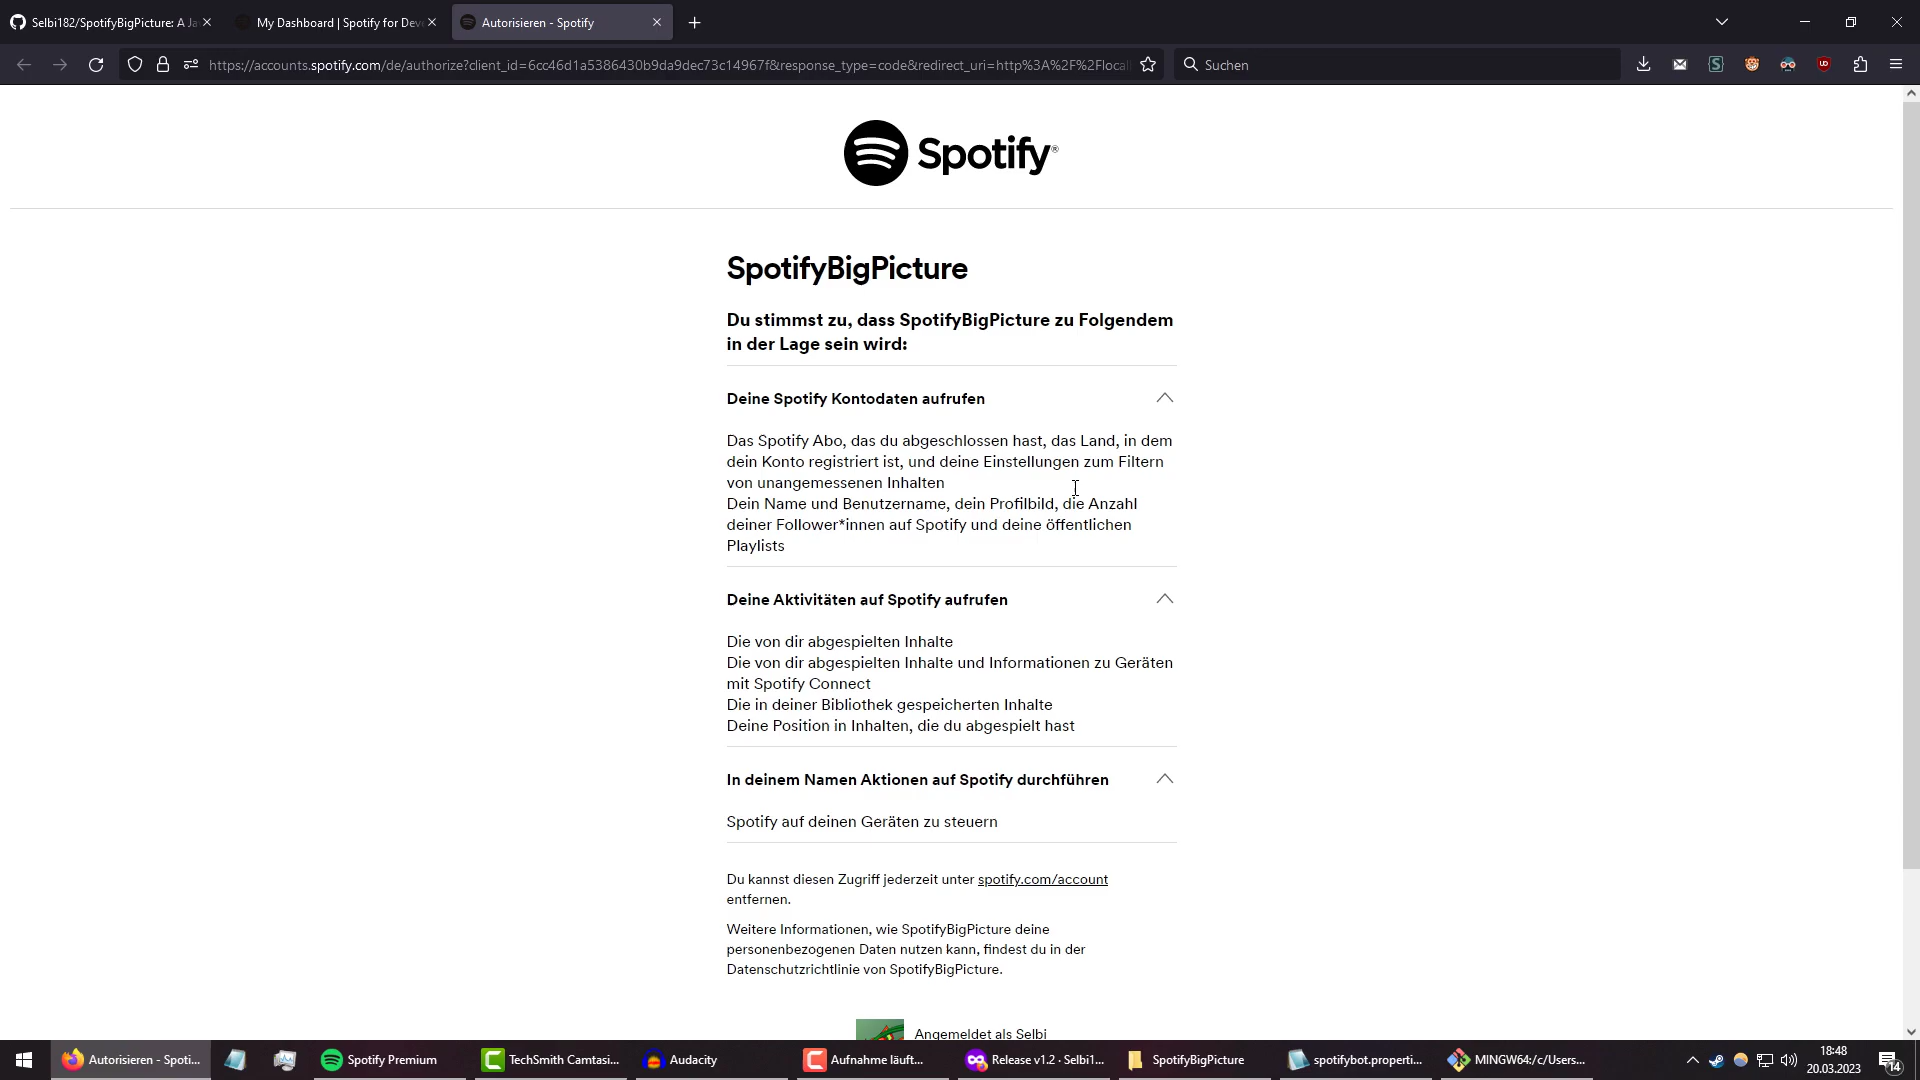 Selbi182/SpotifyBigPicture: A Ja
My Dashboard | Spotify for Deve
Autorisieren - Spotify
https://accounts.spotify.com/de/authorize?client_id=6cc46d1a5386430b9da9dec73c14967f&response_type=code&redirect_uri=http%3A%2F%2Flocal
Suchen
Spotify®
SpotifyBigPicture
Du stimmst zu, dass SpotifyBigPicture zu Folgendem
in der Lage sein wird:
Deine Spotify Kontodaten aufrufen
Das Spotify Abo, das du abgeschlossen hast, das Land, in dem
dein Konto registriert ist, und deine Einstellungen zum Filtern
von unangemessenen Inhalten
Dein Name und Benutzername, dein Profilbild, die Anzahl
deiner Follower*innen auf Spotify und deine öffentlichen
Playlists
Deine Aktivitäten auf Spotify aufrufen
Die von dir abgespielten Inhalte
Die von dir abgespielten Inhalte und Informationen zu Geräten
mit Spotify Connect
Die in deiner Bibliothek gespeicherten Inhalte
Deine Position in Inhalten, die du abgespielt hast
In deinem Namen Aktionen auf Spotify durchführen
Spotify auf deinen Geräten zu steuern
Du kannst diesen Zugriff jederzeit unter spotify.com/account
entfernen.
Weitere Informationen, wie SpotifyBigPicture deine
personenbezogenen Daten nutzen kann, findest du in der
Datenschutzrichtlinie von SpotifyBigPicture.
Angemeldet als Selbi
Autorisieren - Spoti...
Spotify Premium
TechSmith Camtasi...
Audacity
Aufnahme läuft...
Release v1.2 · Selbi1...
SpotifyBigPicture
spotifybot.properti...
MINGW64:/c/Users...
18:48
20.03.2023
14